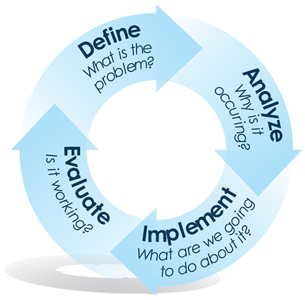 Define
What is the
problem?
Analyze
Why is it
occuring?
Implement
What are we going
to do about it?
Evaluate
Is it working?